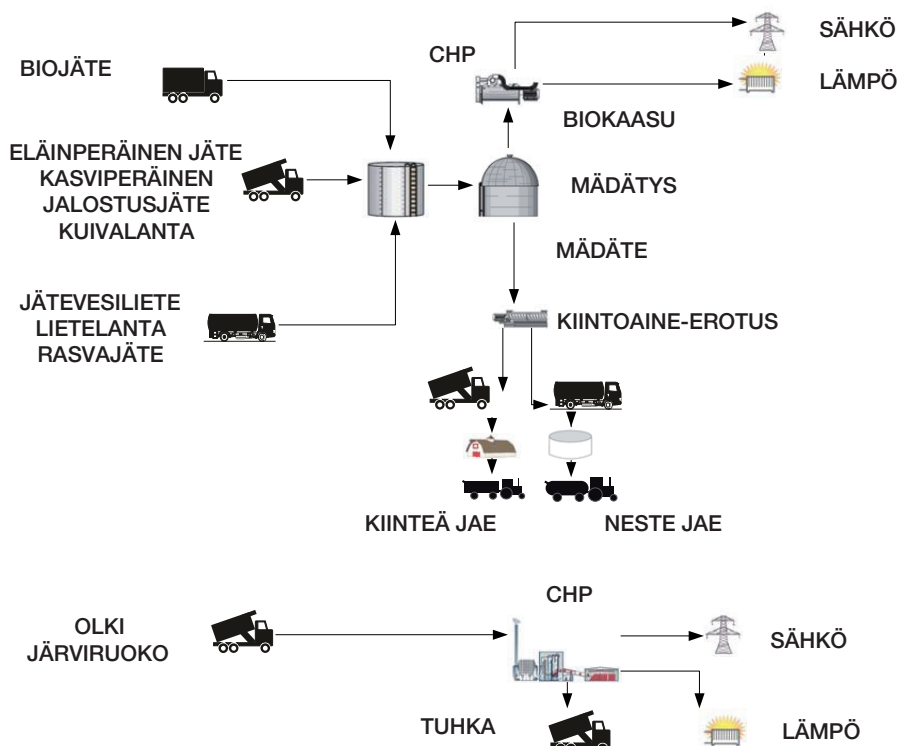 SÄHKÖ
CHP
BIOJÄTE
LÄMPÖ
BIOKAASU
ELÄINPERÄINEN JÄTE
KASVIPERÄINEN
JALOSTUSJÄTE
KUIVALANTA
MÄDÄTYS
MÄDÄTE
JÄTEVESILIETE
LIETELANTA
RASVAJÄTE
KIINTOAINE-EROTUS
KIINTEÄ JAE
NESTE JAE
CHP
OLKI
JÄRVIRUOKO
SÄHKÖ
TUHKA
LÄMPÖ